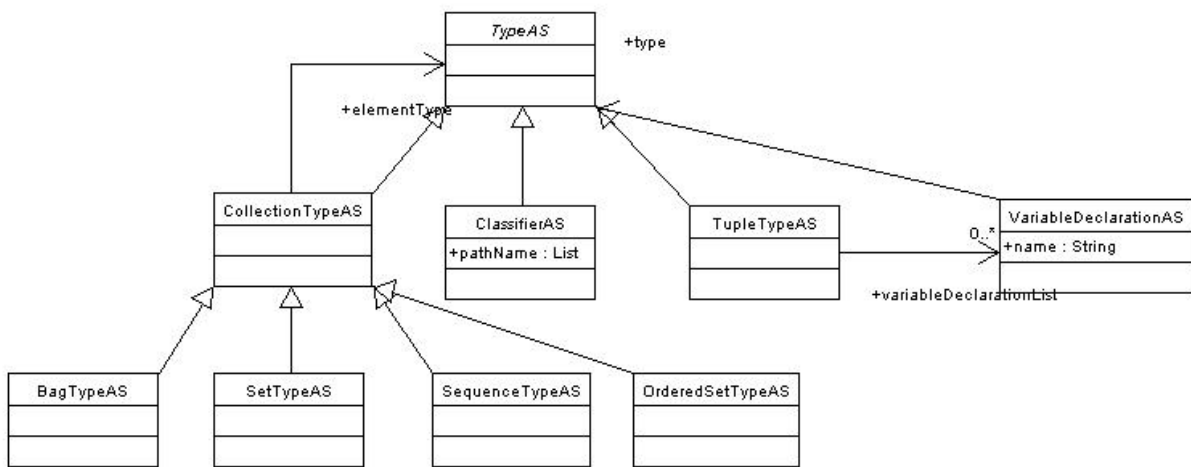 TypeAS
+type
+elementType
CollectionTypeAS
ClassifierAS
+pathName : List
TupleTypeAS
VariableDeclarationAS
+name : String
0..*
+variableDeclarationList
BagTypeAS
SetTypeAS
SequenceTypeAS
OrderedSetTypeAS